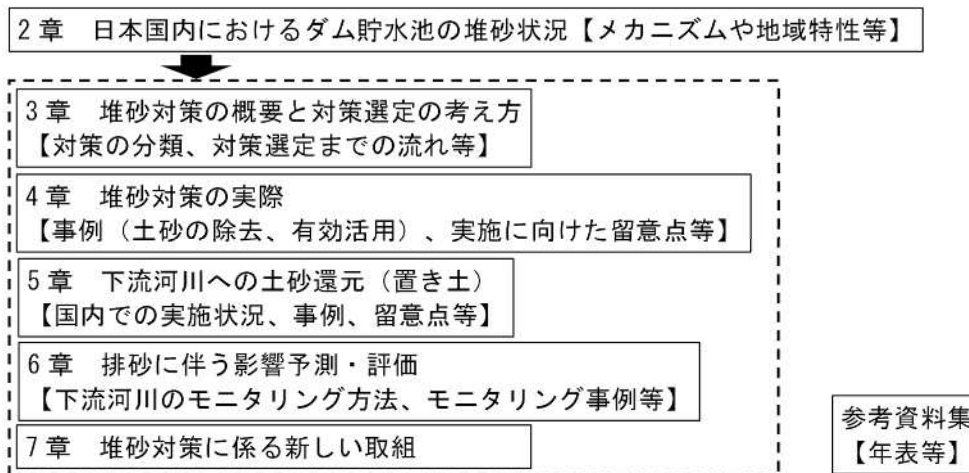 2章 日本国内におけるダム貯水池の堆砂状況【メカニズムや地域特性等】
3章 堆砂対策の概要と対策選定の考え方
【対策の分類、対策選定までの流れ等】
4章 堆砂対策の実際
【事例（土砂の除去、有効活用）、実施に向けた留意点等】
5章 下流河川への土砂還元（置き土）
【国内での実施状況、事例、留意点等】
6章 排砂に伴う影響予測・評価
【下流河川のモニタリング方法、モニタリング事例等】
7章 堆砂対策に係る新しい取組
参考資料集
【年表等】